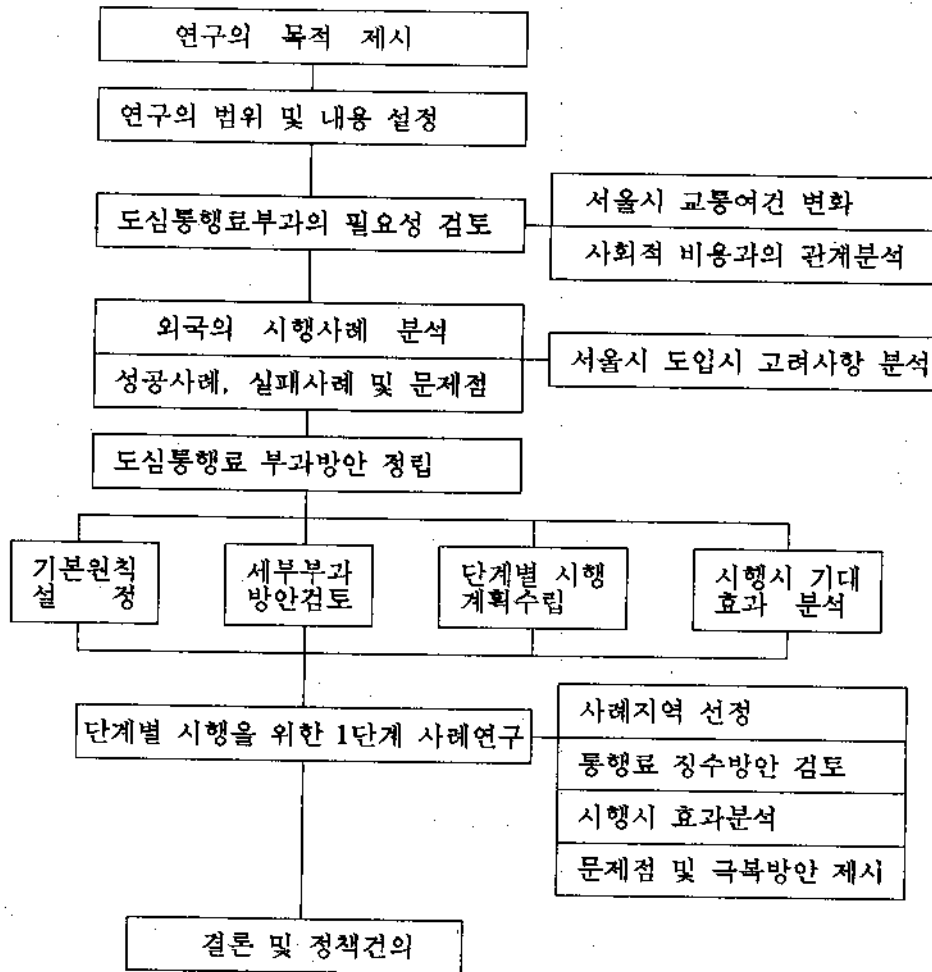 연구의 목적 제시
연구의 범위 및 내용 설정
도심통행료부과의 필요성 검토
서울시 교통여건 변화
사회적 비용과의 관계분석
외국의 시행사례 분석
성공사례, 실패사례 및 문제점
서울시 도입시 고려사항 분석
도심통행료 부과방안 정립
기본원칙
설 정
세부부과
방안검토
단계별 시행
계획수립
시행시 기대
효과 분석
단계별 시행을 위한 1단계 사례연구
사례지역 선정
통행료 징수방안 검토
시행시 효과분석
문제점 및 극복방안 제시
결론 및 정책건의